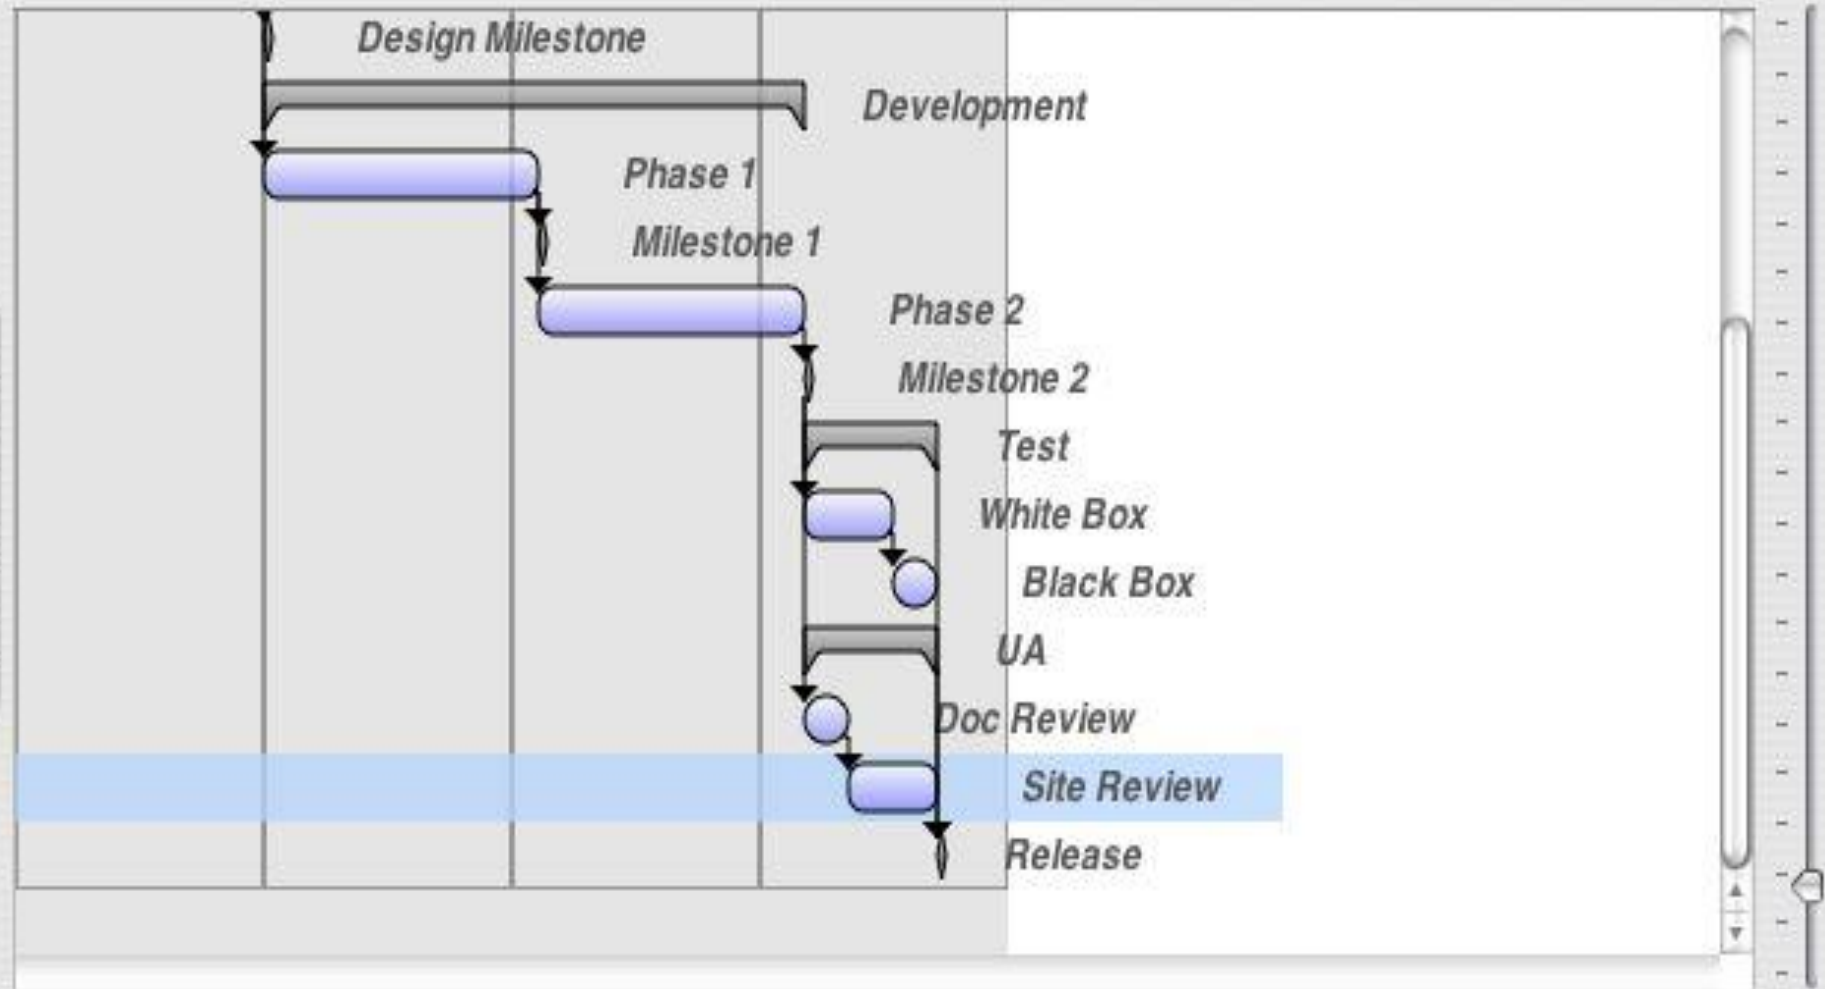 Design Milestone
Development
Phase 1
Milestone 1
Phase 2
Milestone 2
Test
White Box
Black Box
UA
Doc Review
Site Review
Release